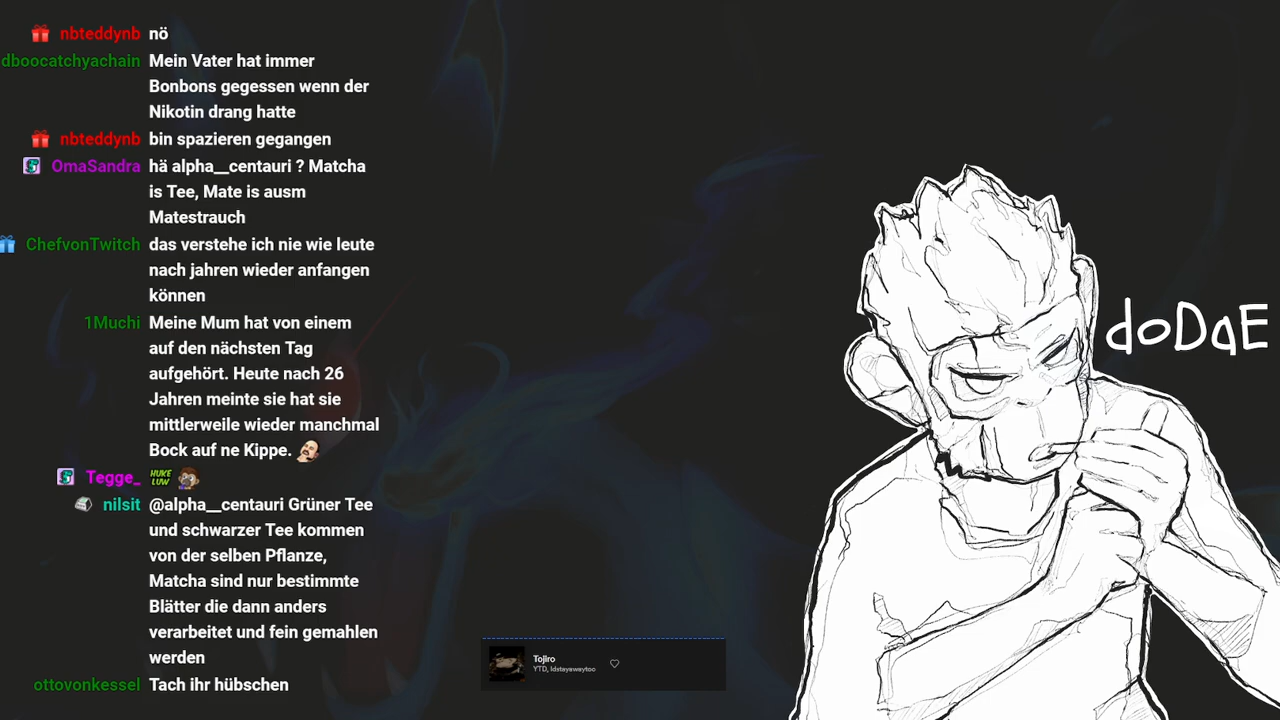 nbteddynb nö
dboocatchyachain Mein Vater hat immer
Bonbons gegessen wenn der
Nikotin drang hatte
nbteddynb bin spazieren gegangen
OmaSandra hä alpha__centauri ? Matcha
is Tee, Mate is ausm
Matestrauch
ChefvonTwitch das verstehe ich nie wie leute
nach jahren wieder anfangen
können
1Muchi Meine Mum hat von einem
auf den nächsten Tag
aufgehört. Heute nach 26
Jahren meinte sie hat sie
mittlerweile wieder manchmal
Bock auf ne Kippe.
Tegge_ HUKE
LUW
nilsit @alpha__centauri Grüner Tee
und schwarzer Tee kommen
von der selben Pflanze,
Matcha sind nur bestimmte
Blätter die dann anders
verarbeitet und fein gemahlen
werden
ottovonkessel Tach ihr hübschen
doDaE
Tojiro
YTD, Idstayawaytoo